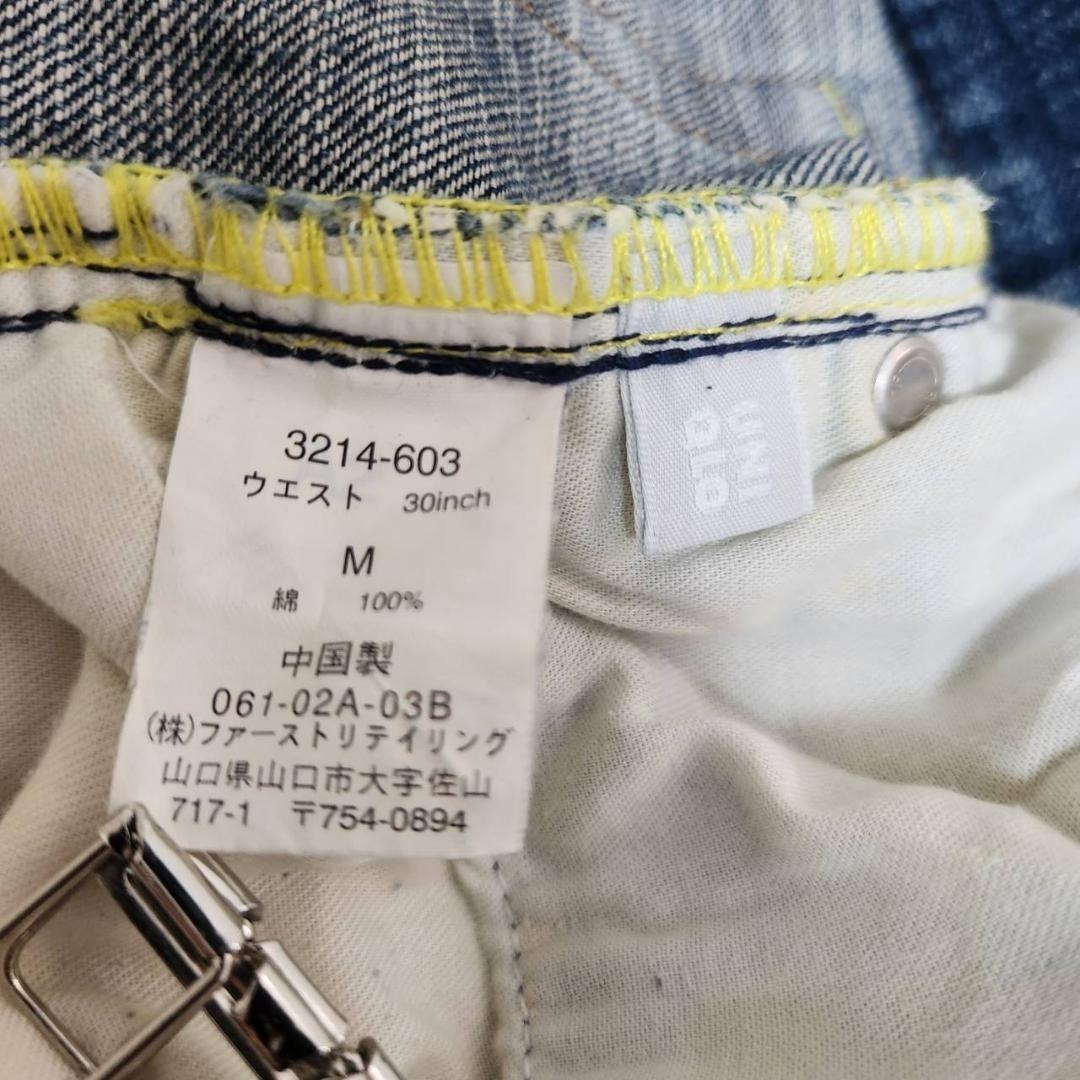 3214-603
ウエスト 30inch
M
綿 100%
中国製
061-02A-03B
(株)ファーストリテイリング
山口県山口市大字佐山
717-1 〒754-0894
UNI
QLO